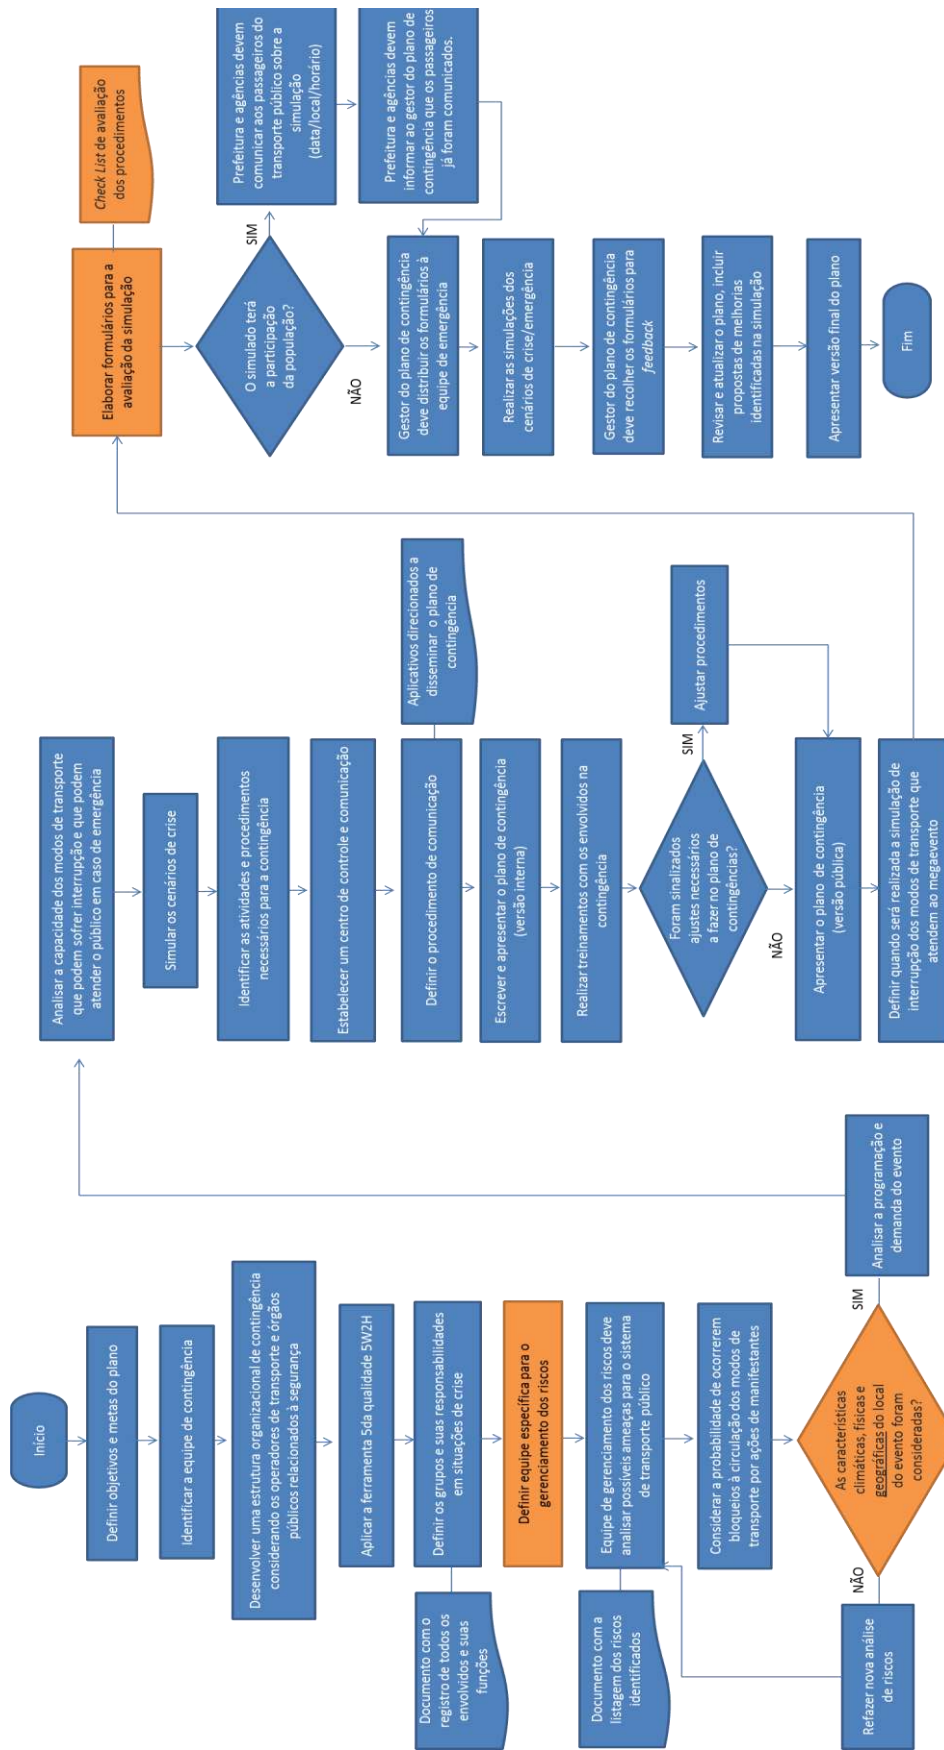 Início
Definir objetivos e metas do plano
Identificar a equipe de contingência
Desenvolver uma estrutura organizacional de contingência
considerando os operadores de transporte e órgãos
públicos relacionados à segurança
Aplicar a ferramenta 5da qualidade 5W2H
Definir os grupos e suas responsabilidades
em situações de crise
Documento com o
registro de todos os
envolvidos e suas
funções
Definir equipe específica para o
gerenciamento dos riscos
Equipe de gerenciamento dos riscos deve
analisar possíveis ameaças para o sistema
de transporte público
Documento com a
listagem dos riscos
identificados
Considerar a probabilidade de ocorrerem
bloqueios à circulação dos modos de
transporte por ações de manifestantes
As características
climáticas, físicas e
geográficas do local
do evento foram
consideradas?
NÃO
Refazer nova análise
de riscos
SIM
Analisar a programação e
demanda do evento
Analisar a capacidade dos modos de transporte
que podem sofrer interrupção e que podem
atender o público em caso de emergência
Simular os cenários de crise
Identificar as atividades e procedimentos
necessários para a contingência
Estabelecer um centro de controle e comunicação
Definir o procedimento de comunicação
Aplicativos direcionados a
disseminar o plano de
contingência
Escrever e apresentar o plano de contingência
(versão interna)
Realizar treinamentos com os envolvidos na
contingência
Foram sinalizados
ajustes necessários
a fazer no plano de
contingências?
SIM
Ajustar procedimentos
NÃO
Apresentar o plano de contingência
(versão pública)
Definir quando será realizada a simulação de
interrupção dos modos de transporte que
atendem ao megaevento
Elaborar formulários para a
avaliação da simulação
Check List de avaliação
dos procedimentos
O simulado terá
a participação
da população?
SIM
Prefeitura e agências devem
comunicar aos passageiros do
transporte público sobre a
simulação
(data/local/horário)
Prefeitura e agências devem
informar ao gestor do plano de
contingência que os passageiros
já foram comunicados.
NÃO
Gestor do plano de contingência
deve distribuir os formulários à
equipe de emergência
Realizar as simulações dos
cenários de crise/emergência
Gestor do plano de contingência
deve recolher os formulários para
feedback
Revisar e atualizar o plano, incluir
propostas de melhorias
identificadas na simulação
Apresentar versão final do plano
Fim